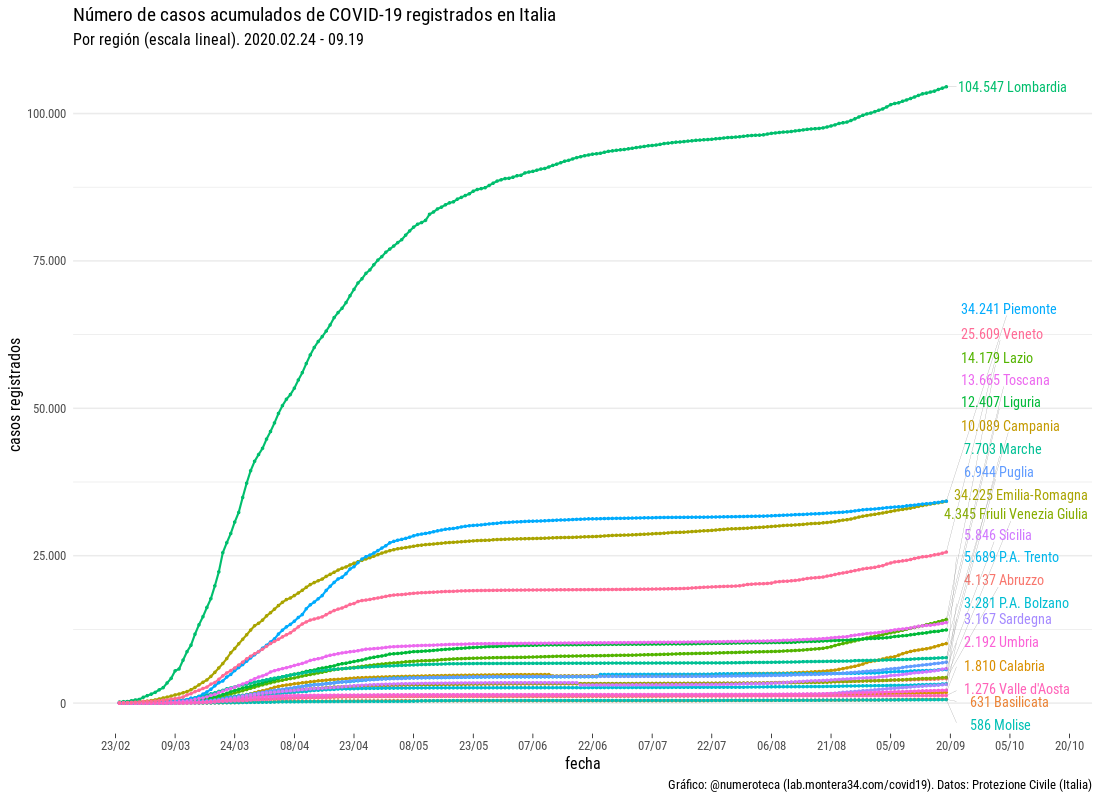 Número de casos acumulados de COVID-19 registrados en Italia
Por región (escala lineal). 2020.02.24 - 09.19
104.547 Lombardia
100.000
75.000
34.241 Piemonte
25.609 Veneto
14.179 Lazio
13.665 Toscana
50.000
12.407 Liguria
10.089 Campania
casos registrados
7.703 Marche
6.944 Puglia
34.225 Emilia-Romagna
4.345 Friuli Venezia Giulia
5.846 Sicilia
25.000
5.689 P.A. Trento
4.137 Abruzzo
3.281 P.A. Bolzano
3.167 Sardegna
2.192 Umbria
1.810 Calabria
1.276 Valle d'Aosta
0
631 Basilicata
586 Molise
23/02 09/03 24/03 08/04 23/04 08/05 23/05 07/06 22/06 07/07 22/07 06/08 21/08 05/09 20/09 05/10 20/10
fecha
Gráfico: @numeroteca (lab.montera34.com/covid19). Datos: Protezione Civile (Italia)